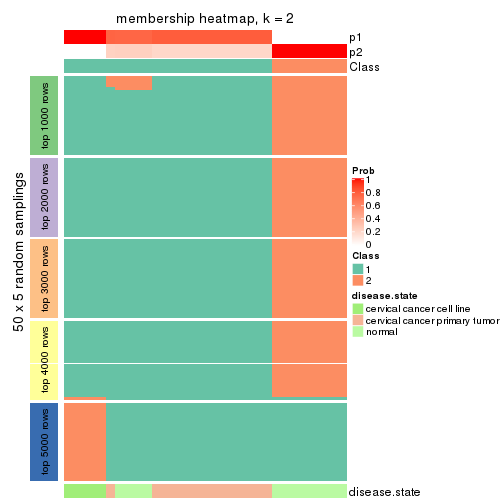 membership heatmap, k = 2
p1
p2
Class
50 x 5 random samplings
top 1000 rows
top 2000 rows
top 3000 rows
top 4000 rows
top 5000 rows
Prob
1
0.8
0.6
0.4
0.2
0
Class
1
2
disease.state
cervical cancer cell line
cervical cancer primary tumor
normal
disease.state